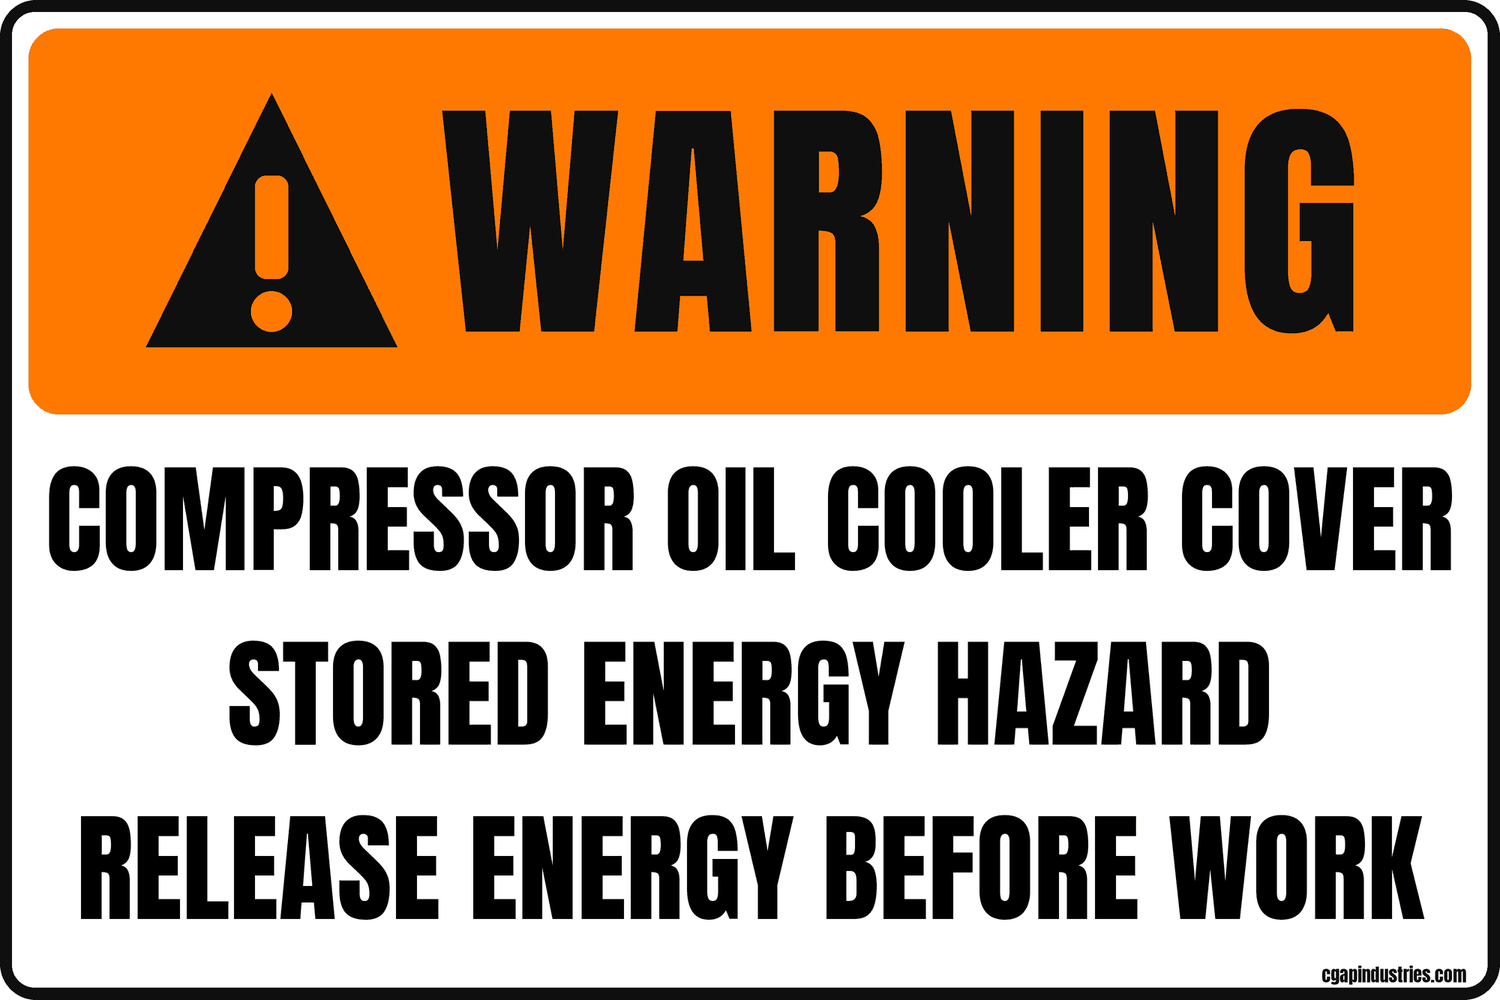 WARNING
COMPRESSOR OIL COOLER COVER
STORED ENERGY HAZARD
RELEASE ENERGY BEFORE WORK
cgapindustries.com